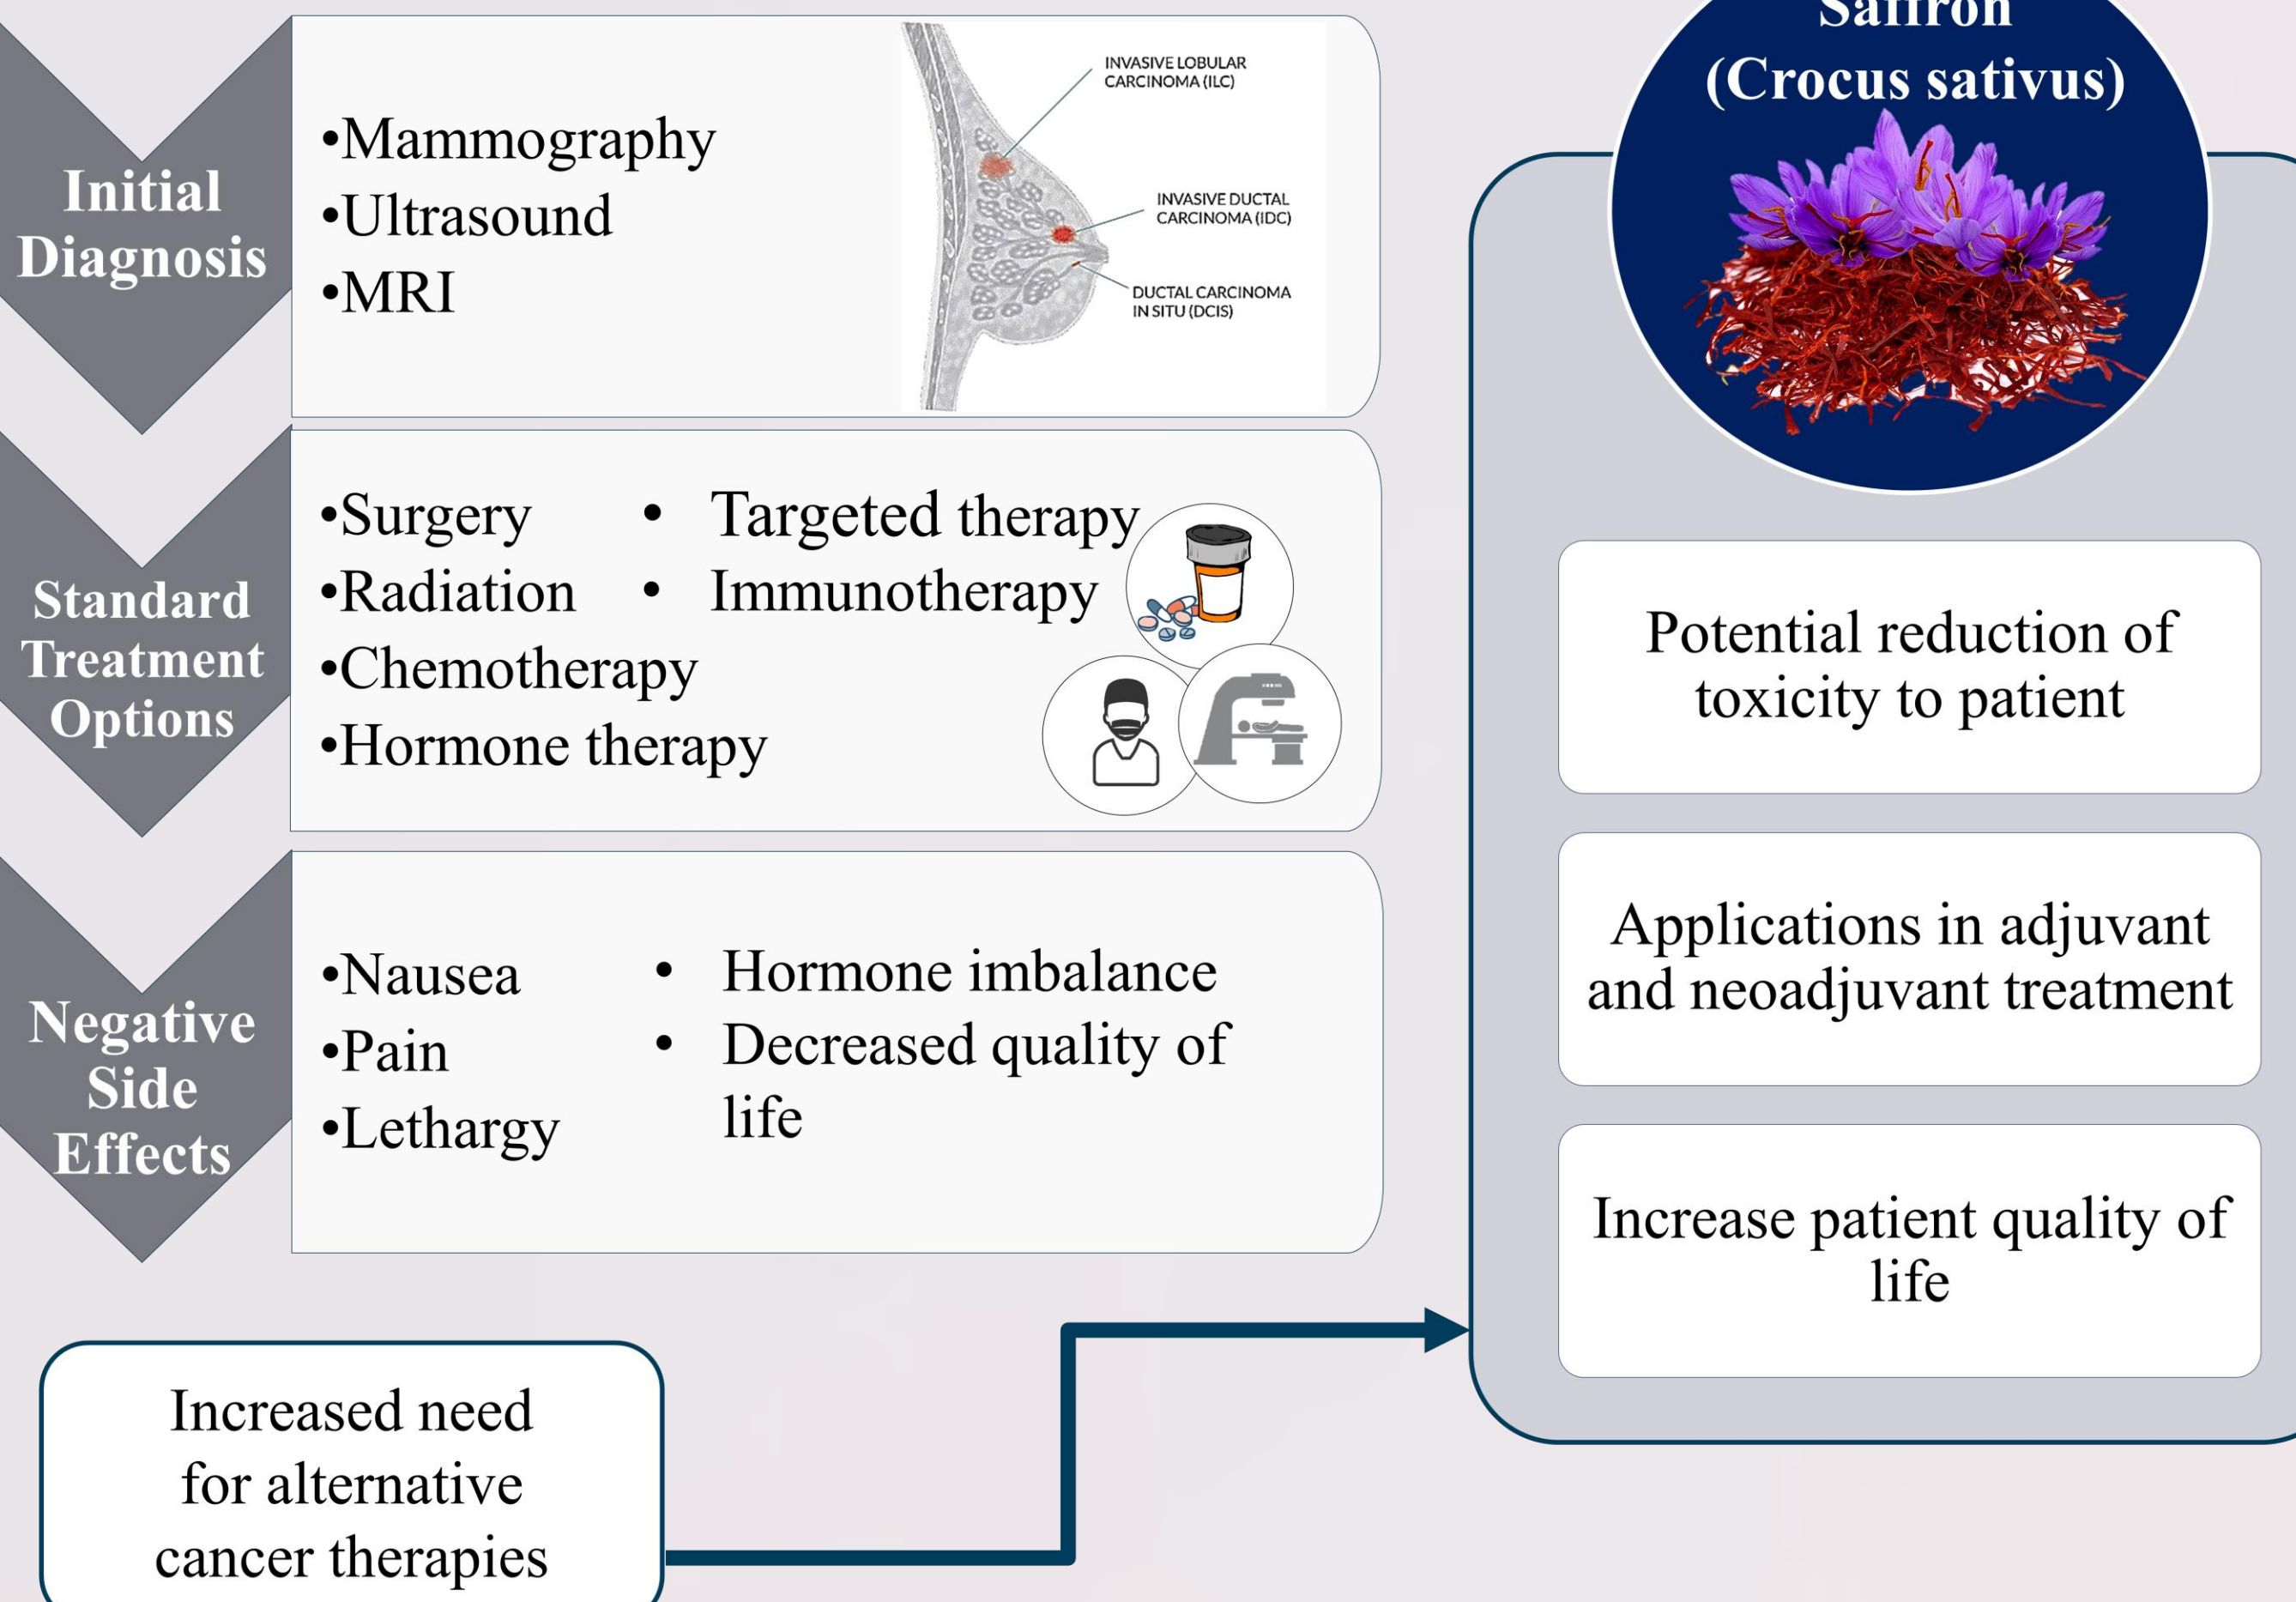 Initial
Diagnosis
•Mammography
•Ultrasound
•MRI
INVASIVE LOBULAR
CARCINOMA (ILC)
INVASIVE DUCTAL
CARCINOMA (IDC)
DUCTAL CARCINOMA
IN SITU (DCIS)
Standard
Treatment
Options
•Surgery
•Radiation
•Chemotherapy
•Hormone therapy
• Targeted therapy
• Immunotherapy
Negative
Side
Effects
•Nausea
•Pain
•Lethargy
• Hormone imbalance
• Decreased quality of
life
Increased need
for alternative
cancer therapies
Saffron
(Crocus sativus)
Potential reduction of
toxicity to patient
Applications in adjuvant
and neoadjuvant treatment
Increase patient quality of
life